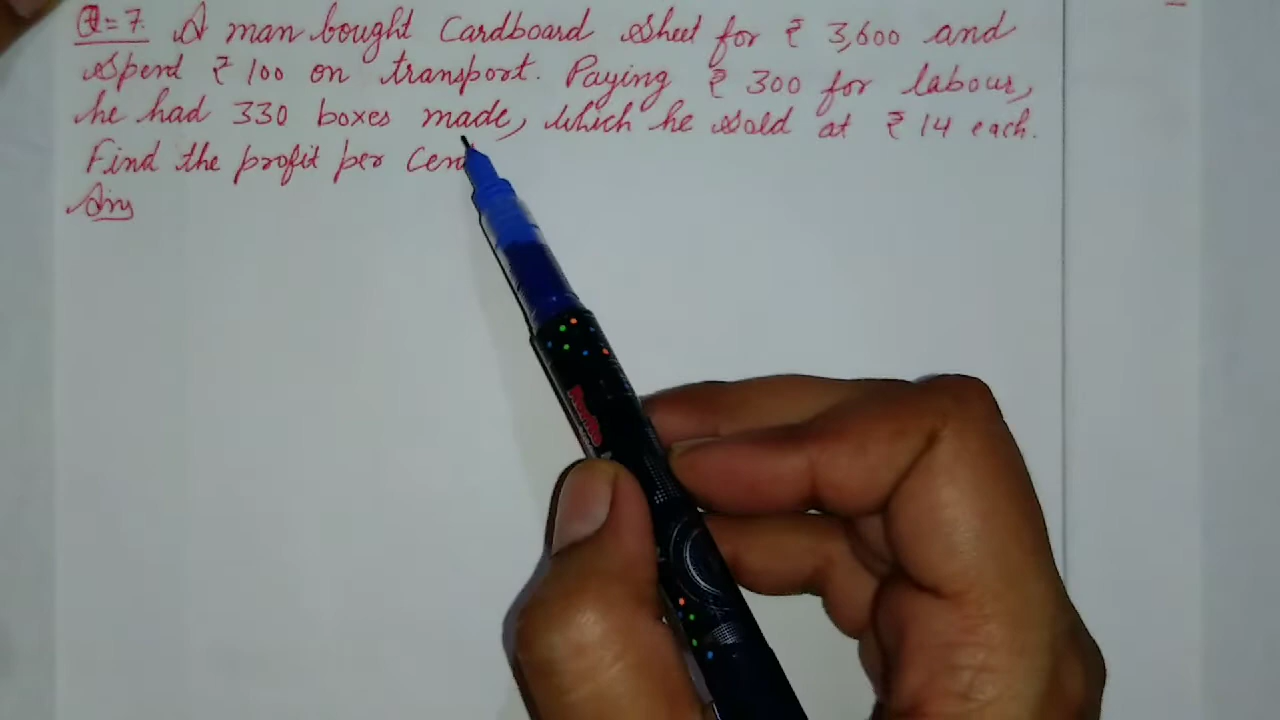 Q=7. A man bought Cardboard Sheet for ₹ 3,600 and
Spend ₹ 100 on transport. Paying ₹ 300 for labour,
he had 330 boxes made, which he sold at ₹ 14 each.
Find the profit per Cen
Ans